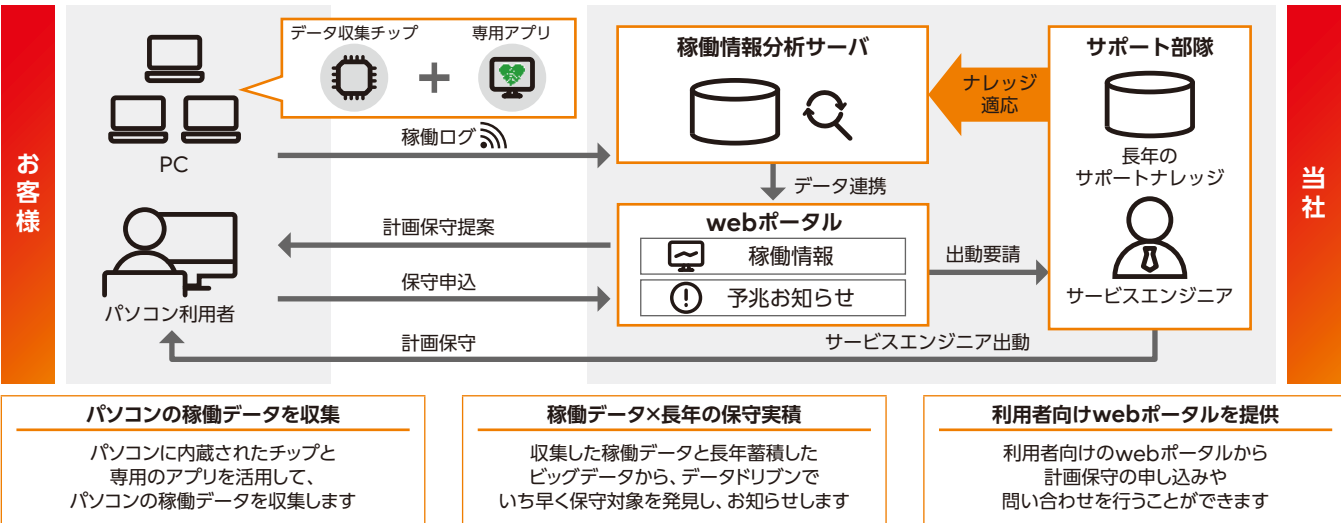 お客様
データ収集チップ
専用アプリ
+
PC
稼働ログ
パソコン利用者
計画保守提案
保守申込
計画保守
稼働情報分析サーバ
データ連携
webポータル
稼働情報
予兆お知らせ
ナレッジ
適応
出動要請
サービスエンジニア出動
サポート部隊
長年の
サポートナレッジ
サービスエンジニア
当社
パソコンの稼働データを収集
パソコンに内蔵されたチップと
専用のアプリを活用して、
パソコンの稼働データを収集します
稼働データ×長年の保守実積
収集した稼働データと長年蓄積した
ビッグデータから、データドリブンで
いち早く保守対象を発見し、お知らせします
利用者向けwebポータルを提供
利用者向けのwebポータルから
計画保守の申し込みや
問い合わせを行うことができます